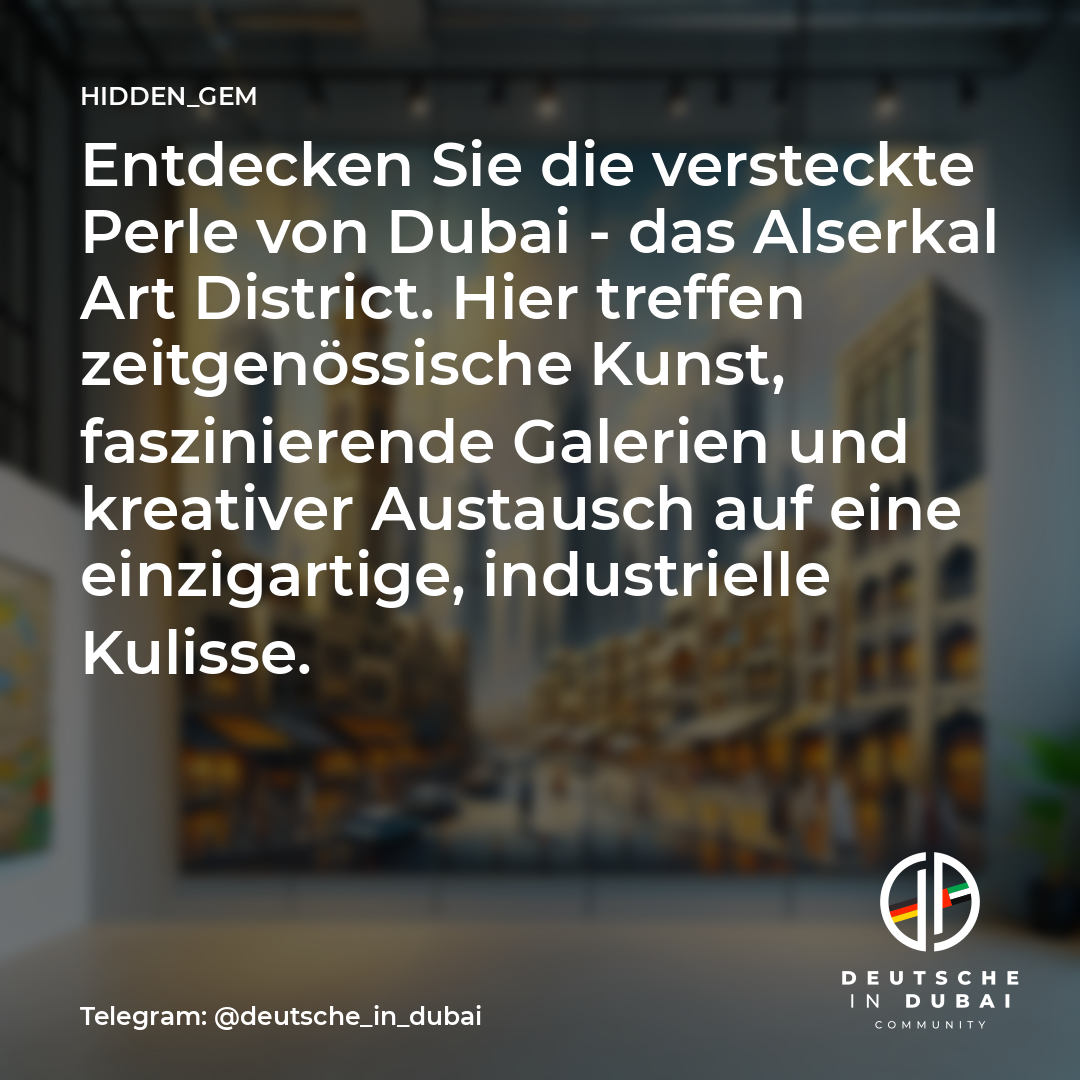 HIDDEN_GEM
Entdecken Sie die versteckte
Perle von Dubai - das Alserkal
Art District. Hier treffen
zeitgenössische Kunst,
faszinierende Galerien und
kreativer Austausch auf eine
einzigartige, industrielle
Kulisse.
DEUTSCHE
IN DUBAI
COMMUNITY
Telegram: @deutsche_in_dubai